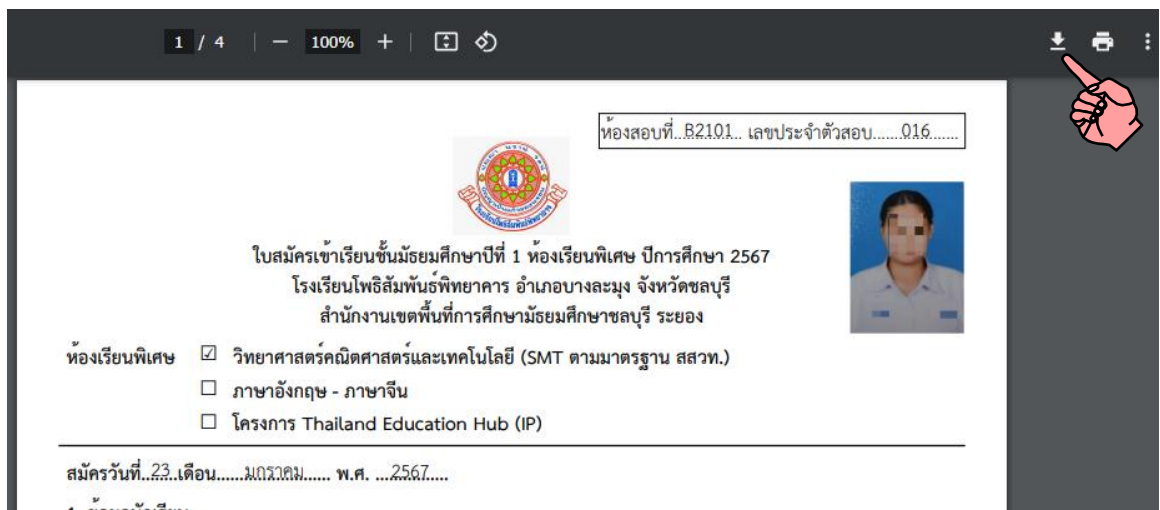 1 / 4 | — 100% + |
ห้องสอบที่...B2101... เลขประจำตัวสอบ......016......
ใบสมัครเข้าเรียนชั้นมัธยมศึกษาปีที่ 1 ห้องเรียนพิเศษ ปีการศึกษา 2567
โรงเรียนโพธิสัมพันธ์พิทยาคาร อำเภอบางละมุง จังหวัดชลบุรี
สำนักงานเขตพื้นที่การศึกษามัธยมศึกษาชลบุรี ระยอง
ห้องเรียนพิเศษ ☑ วิทยาศาสตร์คณิตศาสตร์และเทคโนโลยี (SMT ตามมาตรฐาน สสวท.)
☐ ภาษาอังกฤษ - ภาษาจีน
☐ โครงการ Thailand Education Hub (IP)
สมัครวันที่...23...เดือน......มกราคม...... พ.ศ. ....2567.....